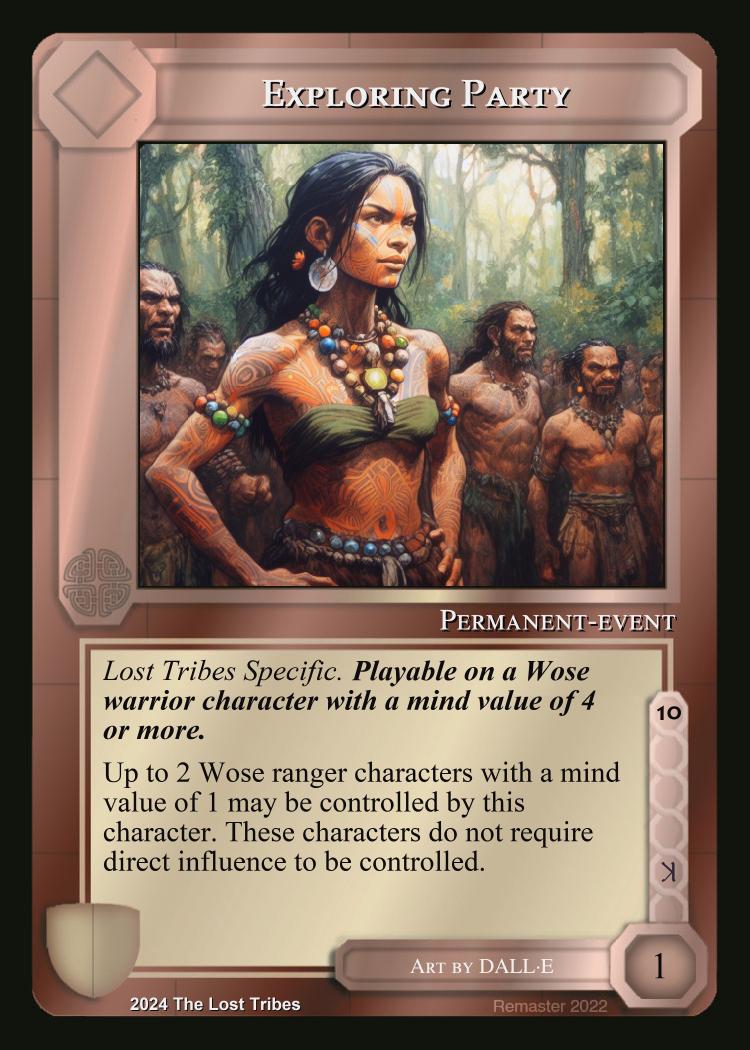 Exploring Party
Permanent-event
Lost Tribes Specific. Playable on a Wose
warrior character with a mind value of 4
or more.
Up to 2 Wose ranger characters with a mind
value of 1 may be controlled by this
character. These characters do not require
direct influence to be controlled.
10
Art by DALL·E
1
2024 The Lost Tribes
Remaster 2022